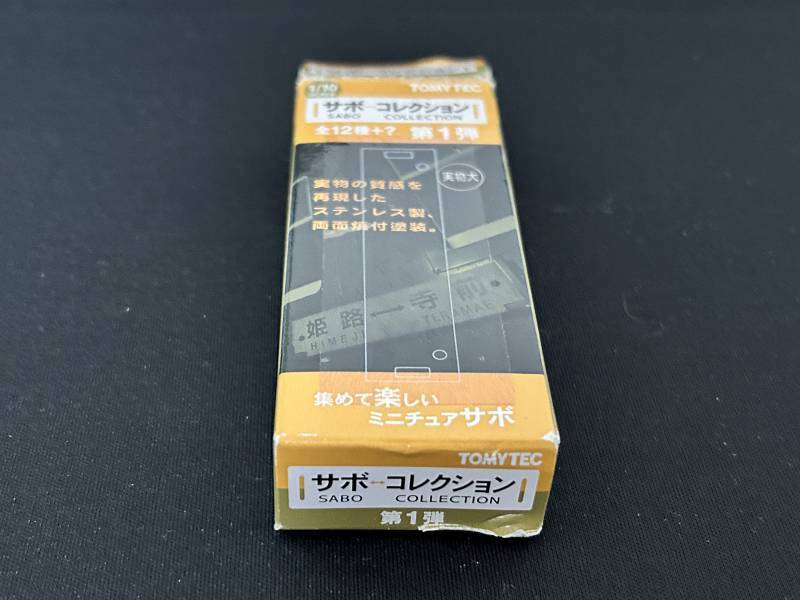 1/10
TOMYTEC
サボ↔コレクション
SABO COLLECTION
全12種+? 第1弾
実物大
実物の質感を
再現した
ステンレス製、
両面焼付塗装。
姫路↔寺前
HIMEJI TERAMAE
集めて楽しい
ミニチュアサボ
TOMYTEC
サボ↔コレクション
SABO COLLECTION
第1弾